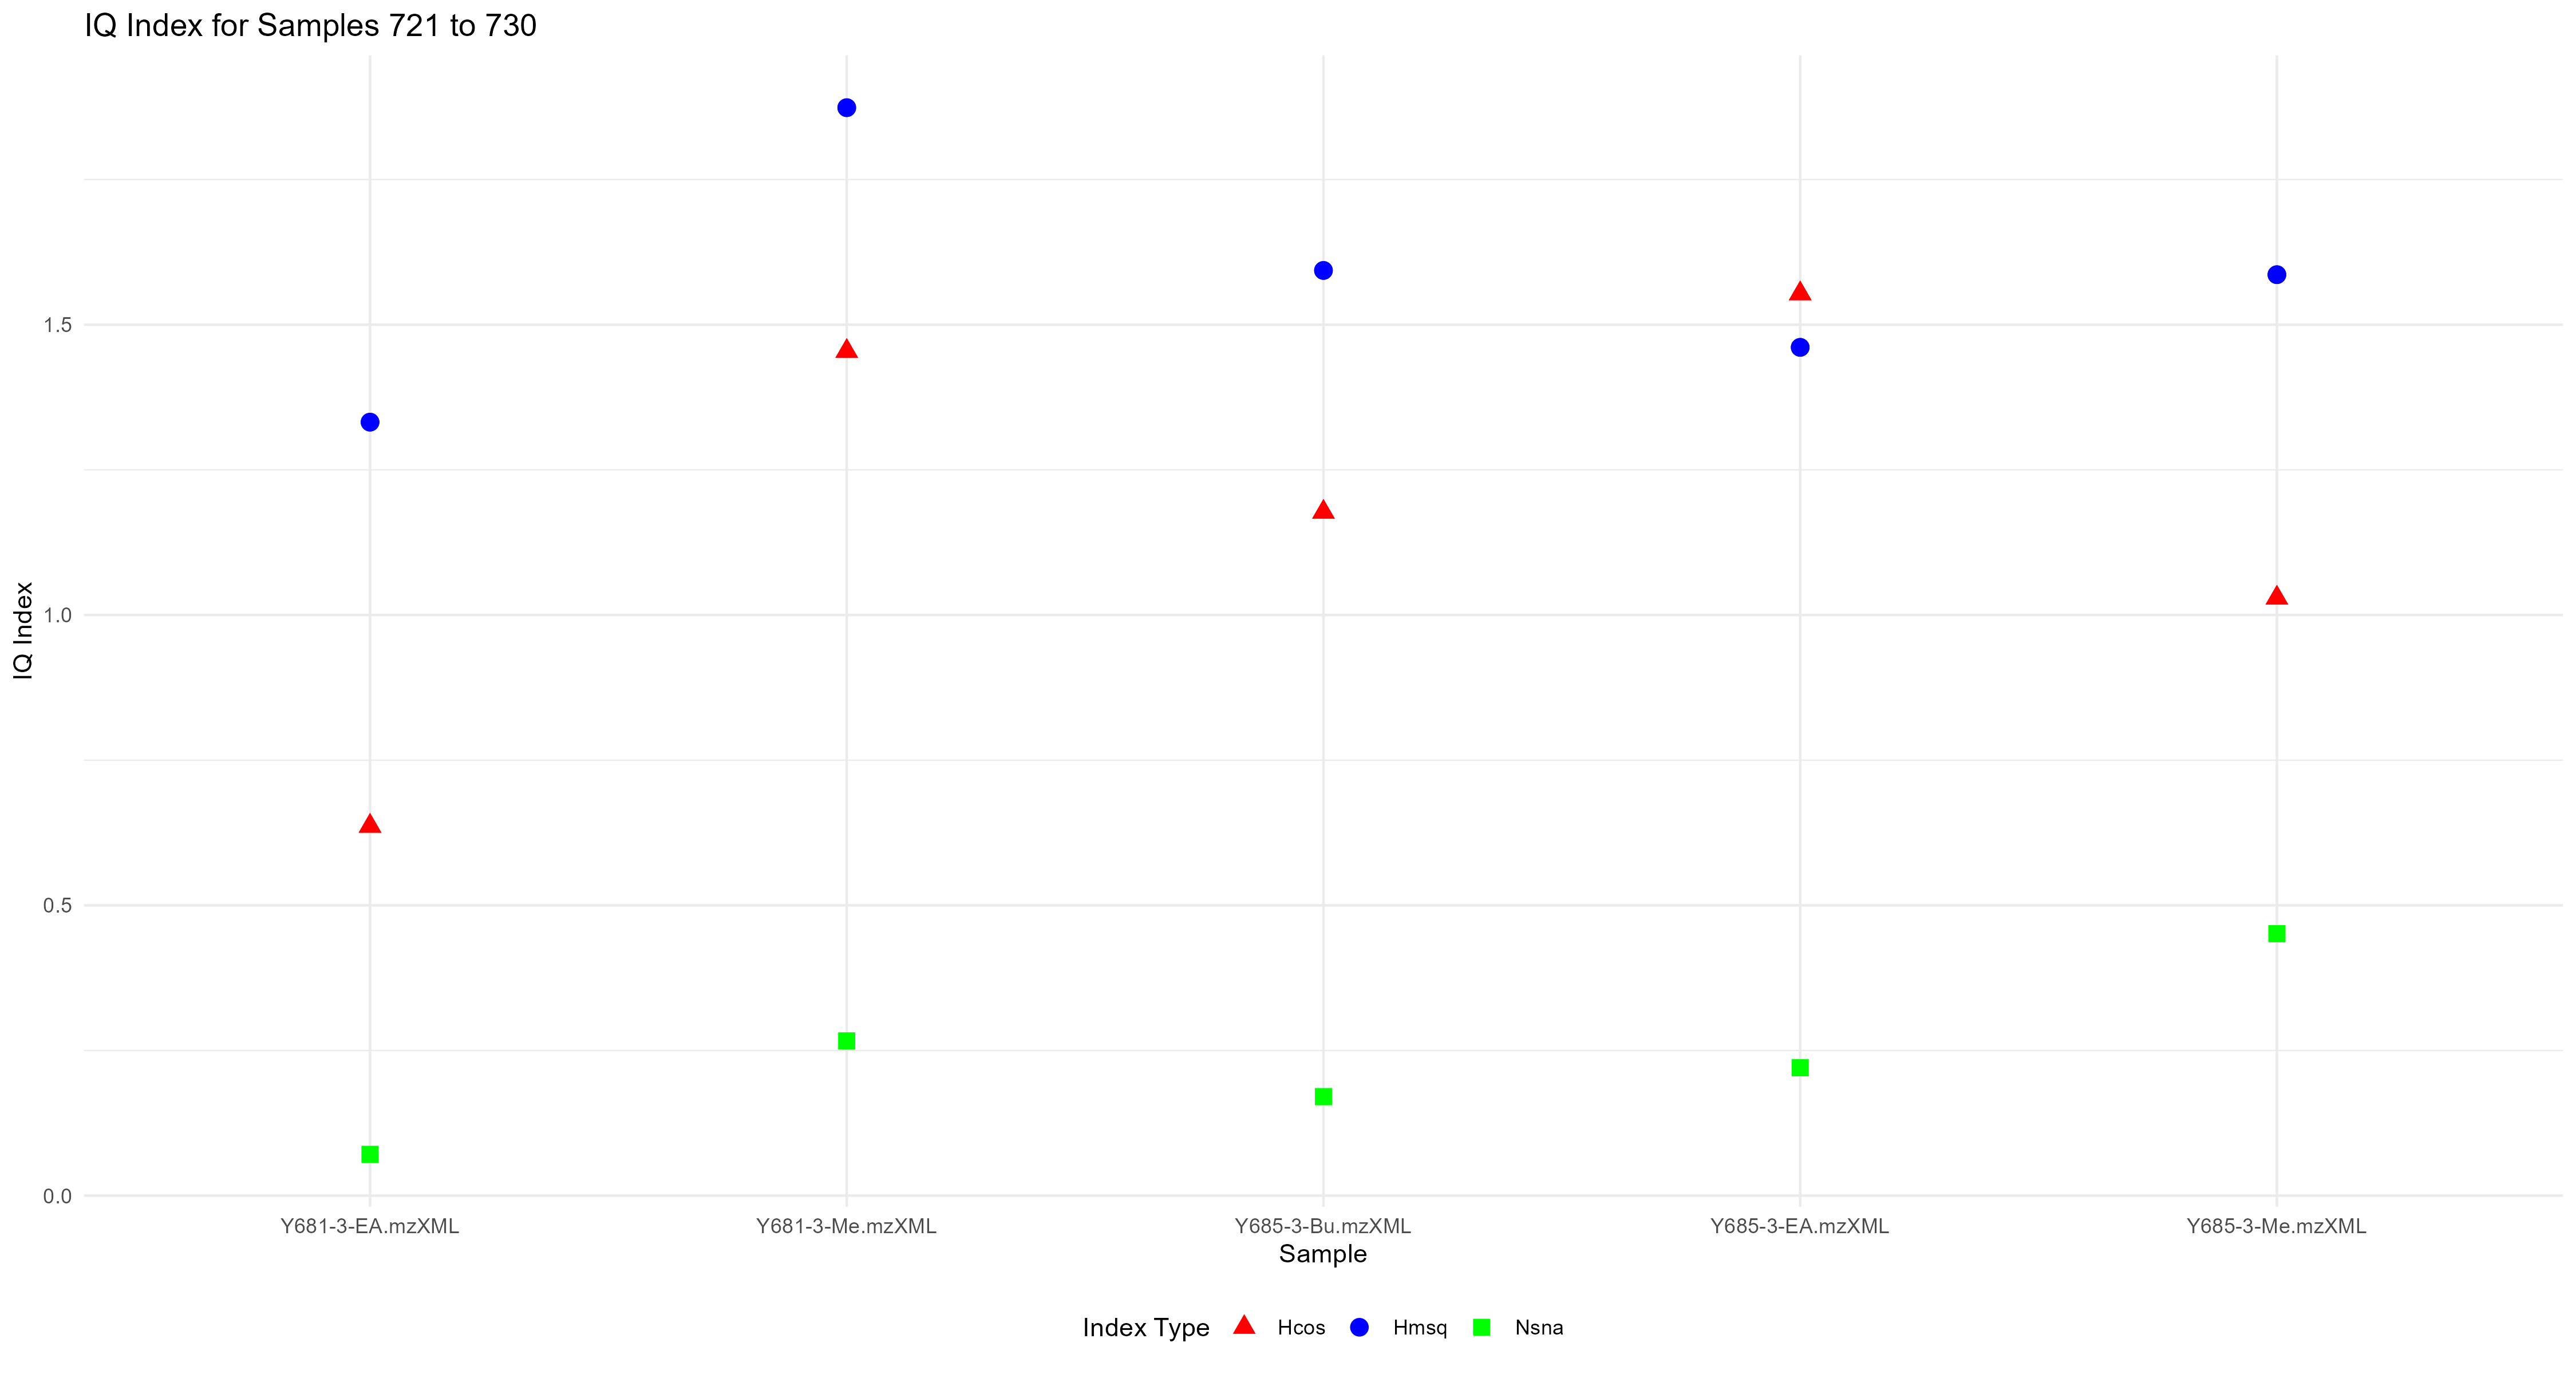 IQ Index for Samples 721 to 730
IQ Index
1.5
1.0
0.5
0.0
Y681-3-EA.mzXML Y681-3-Me.mzXML Y685-3-Bu.mzXML Y685-3-EA.mzXML Y685-3-Me.mzXML
Sample
Index Type Hcos Hmsq Nsna